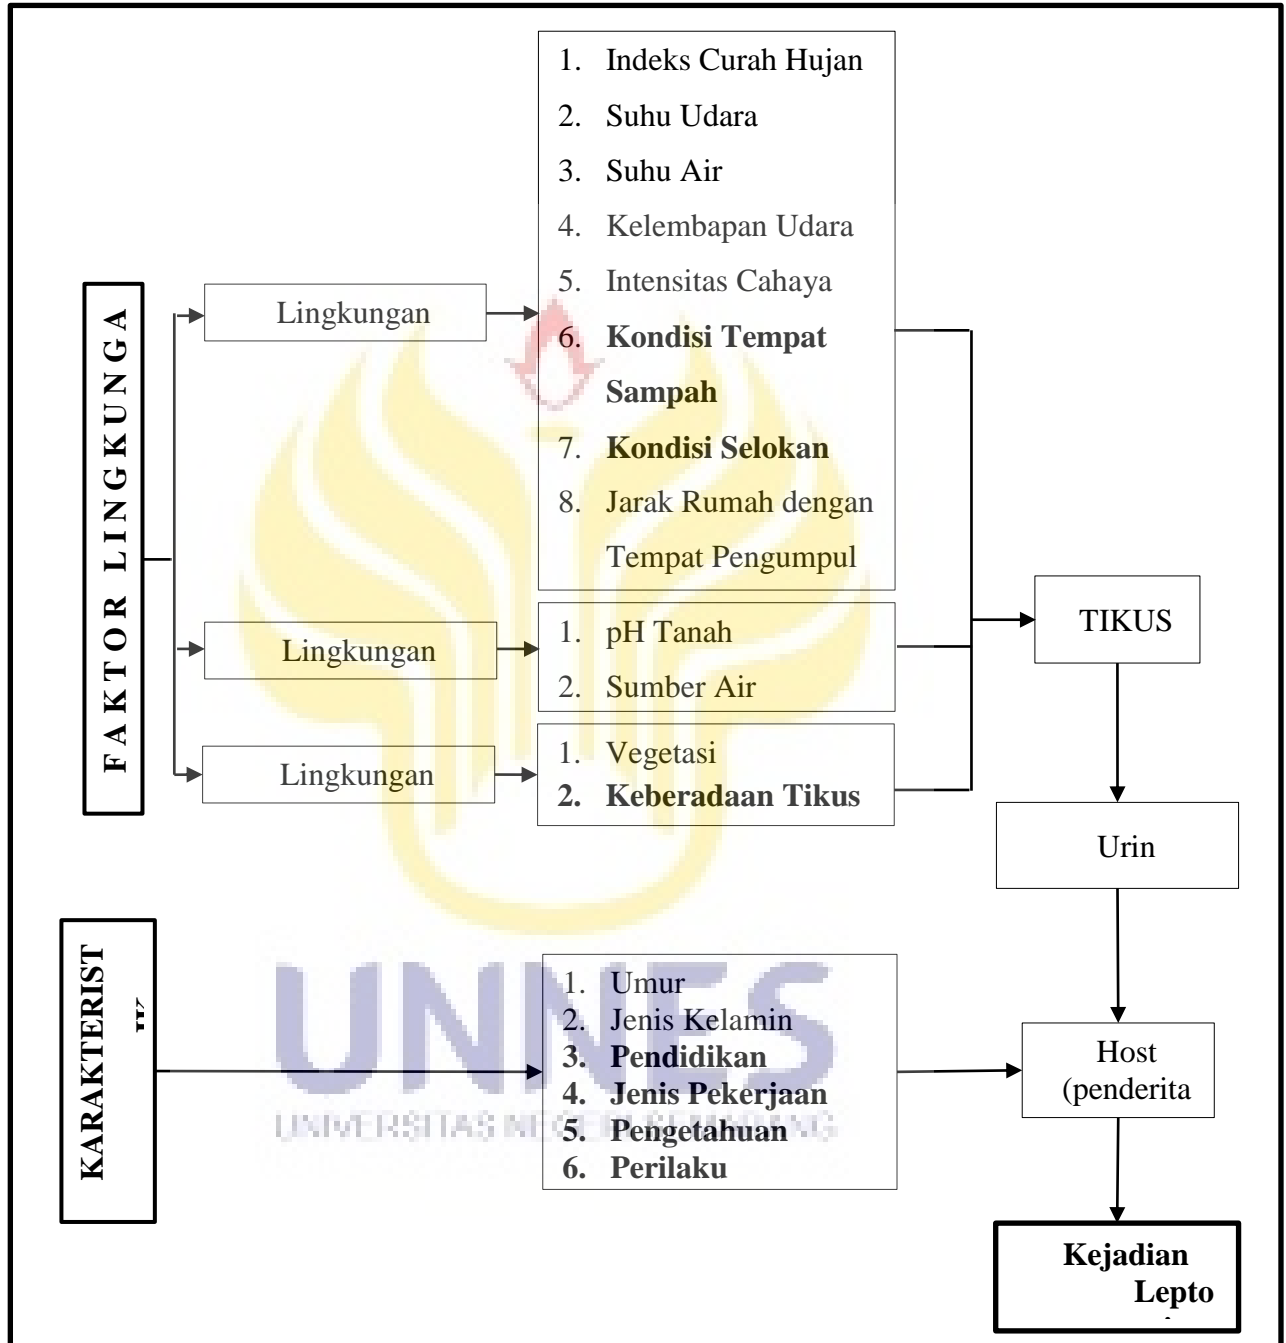 1. Indeks Curah Hujan
2. Suhu Udara
3. Suhu Air
4. Kelembapan Udara
5. Intensitas Cahaya
6. Kondisi Tempat
Sampah
7. Kondisi Selokan
8. Jarak Rumah dengan
Tempat Pengumpul
FAKTOR LINGKUNGA
Lingkungan
Lingkungan
1. pH Tanah
2. Sumber Air
Lingkungan
1. Vegetasi
2. Keberadaan Tikus
TIKUS
Urin
KARAKTERIST
1. Umur
2. Jenis Kelamin
3. Pendidikan
4. Jenis Pekerjaan
5. Pengetahuan
6. Perilaku
Host
(penderita
Kejadian
Lepto
UNNES
UNIVERSITAS NEGERI SEMARANG